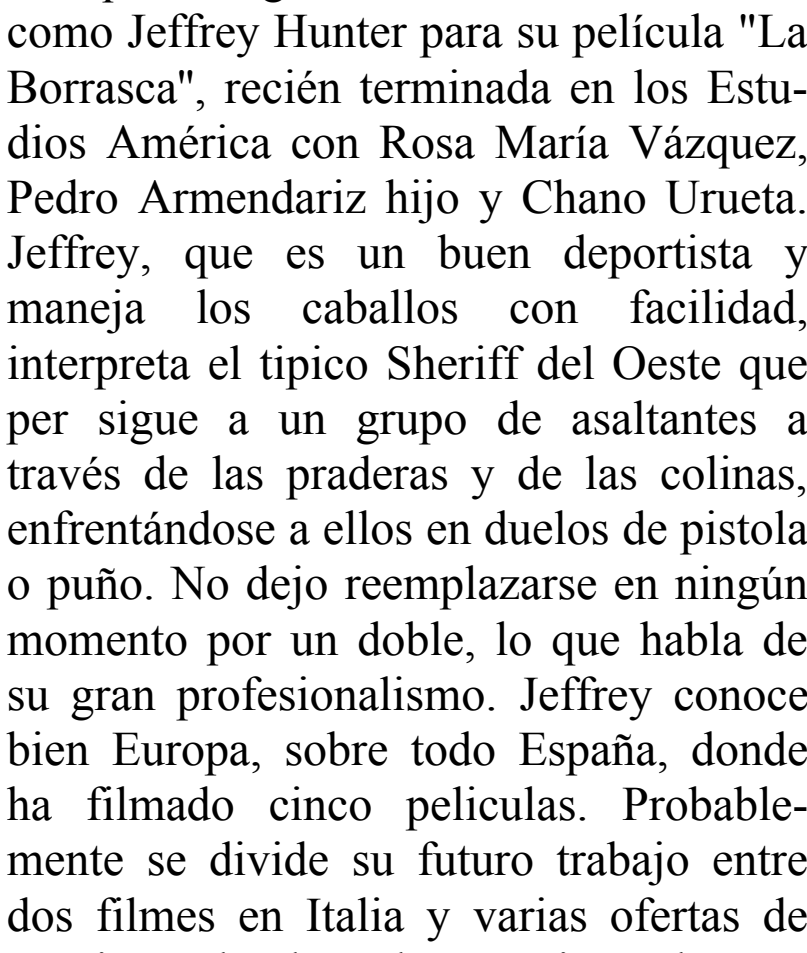 como Jeffrey Hunter para su película "La
Borrasca", recién terminada en los Estu-
dios América con Rosa María Vázquez,
Pedro Armendariz hijo y Chano Urueta.
Jeffrey, que es un buen deportista y
maneja los caballos con facilidad,
interpreta el tipico Sheriff del Oeste que
per sigue a un grupo de asaltantes a
través de las praderas y de las colinas,
enfrentándose a ellos en duelos de pistola
o puño. No dejo reemplazarse en ningún
momento por un doble, lo que habla de
su gran profesionalismo. Jeffrey conoce
bien Europa, sobre todo España, donde
ha filmado cinco peliculas. Probable-
mente se divide su futuro trabajo entre
dos filmes en Italia y varias ofertas de